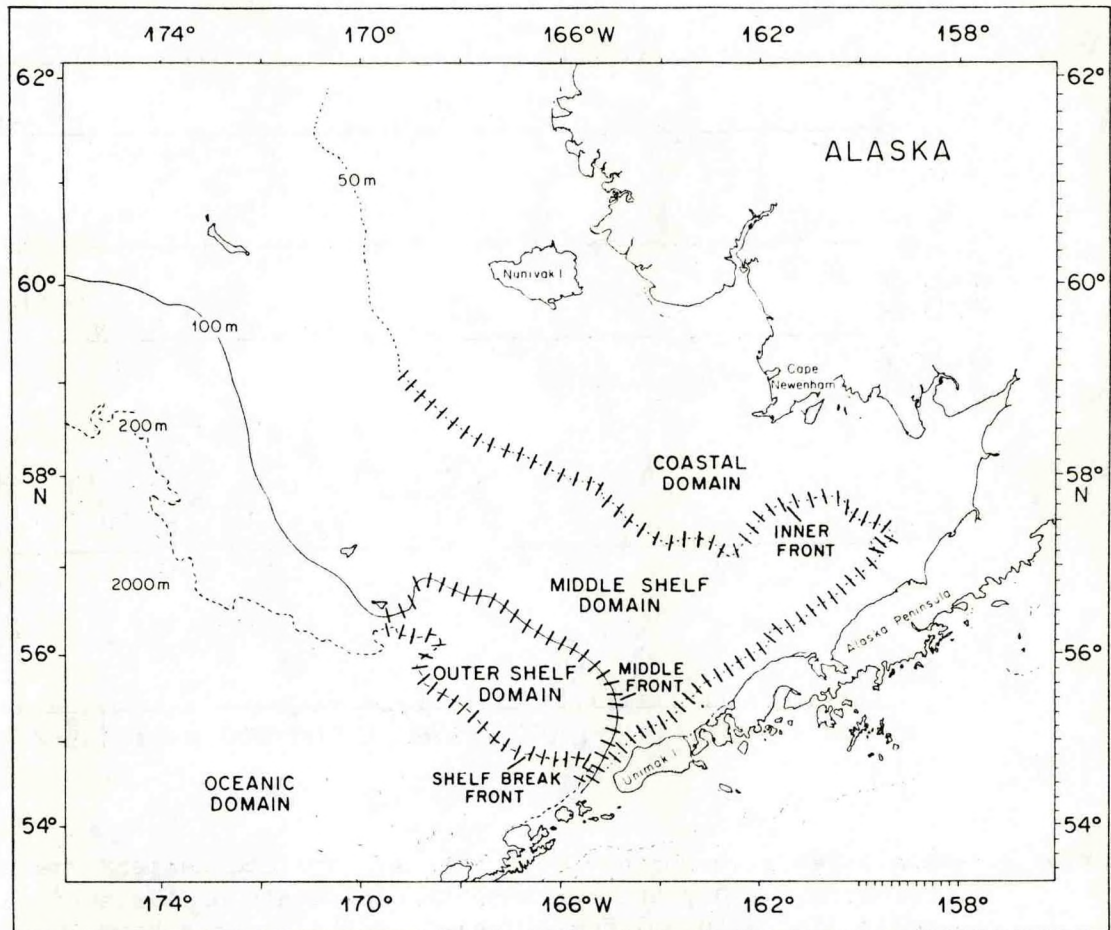 174°
170°
166°W
162°
158°
62°
62°
ALASKA
50 m
60°
Nunivak I.
60°
100 m
Cape
Newenham
200 m
58°
N
COASTAL
DOMAIN
58°
N
INNER
FRONT
2000 m
MIDDLE SHELF
DOMAIN
Alaska Peninsula
56°
OUTER SHELF
DOMAIN
MIDDLE
FRONT
56°
Unimak I.
SHELF BREAK
FRONT
OCEANIC
DOMAIN
54°
54°
174°
170°
166°
162°
158°